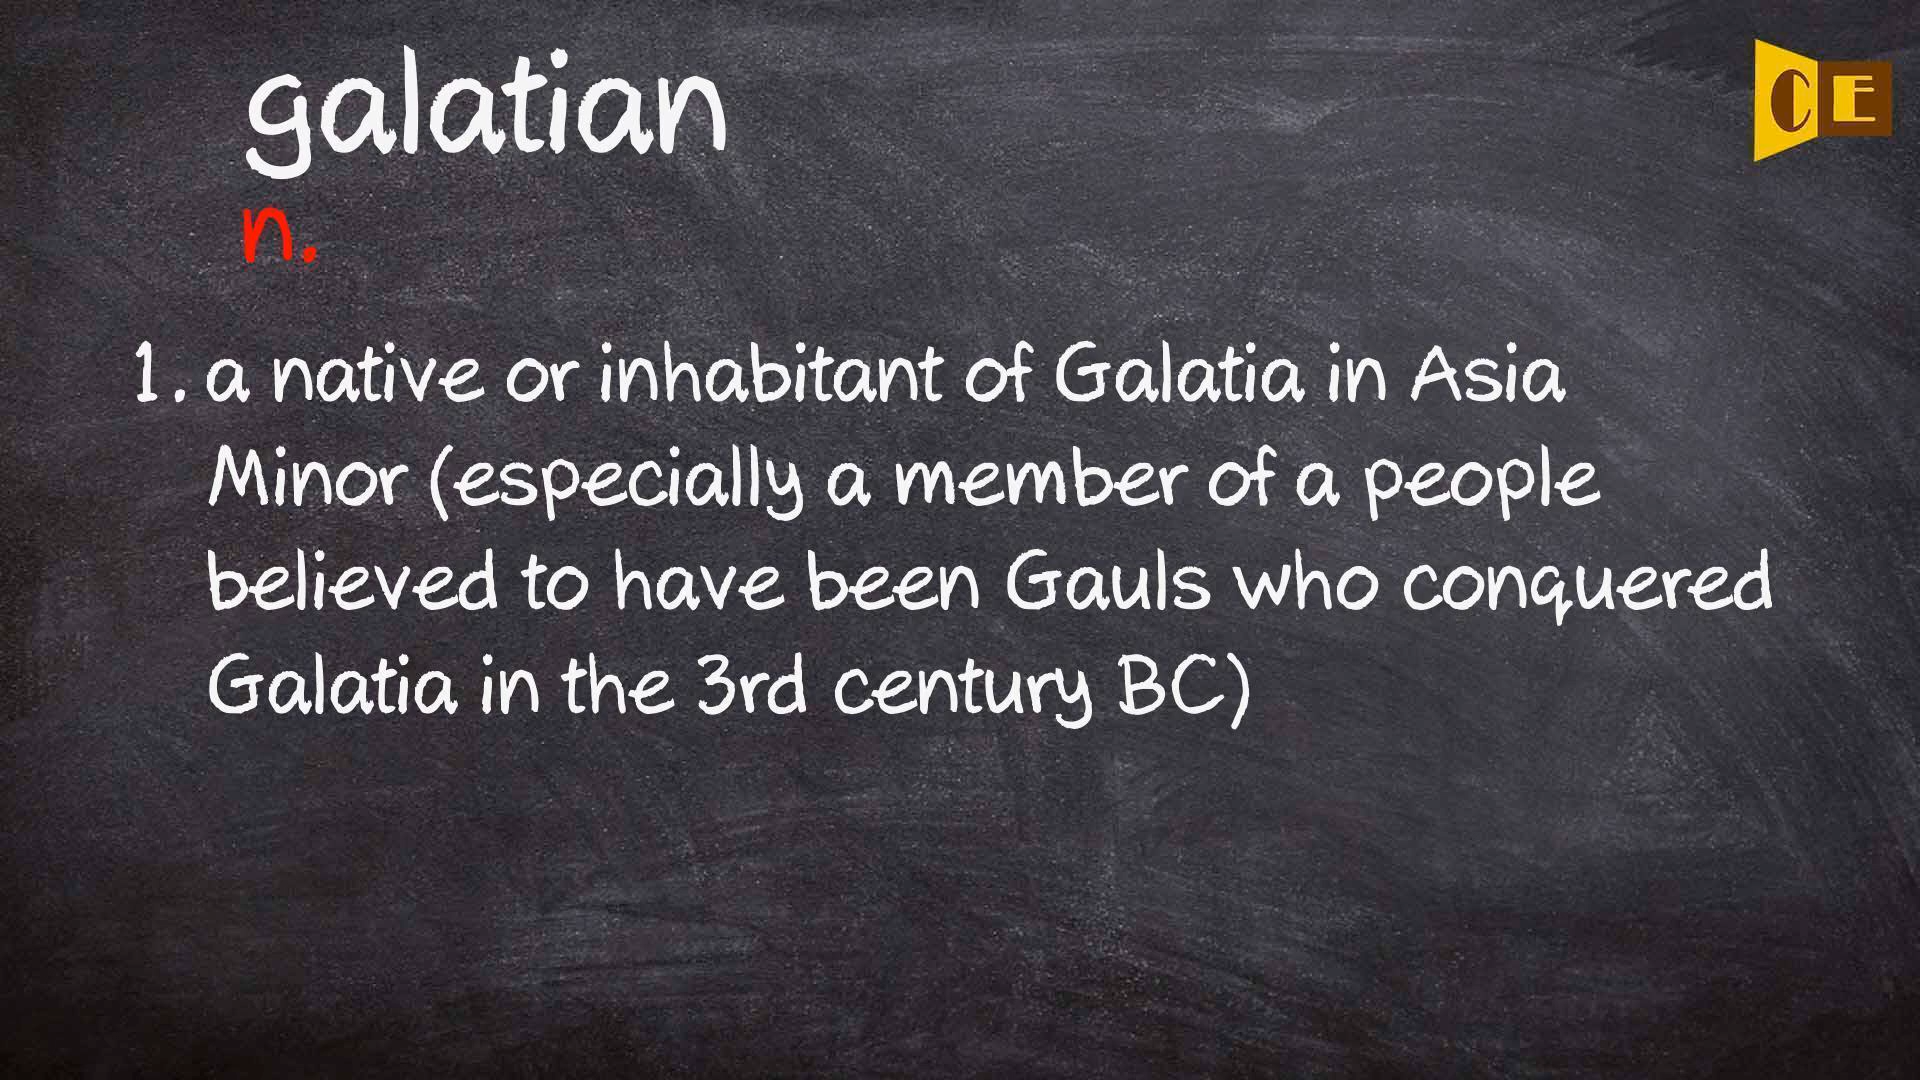 galatian
CE
n.
1. a native or inhabitant of Galatia in Asia
Minor (especially a member of a people
believed to have been Gauls who conquered
Galatia in the 3rd century BC)